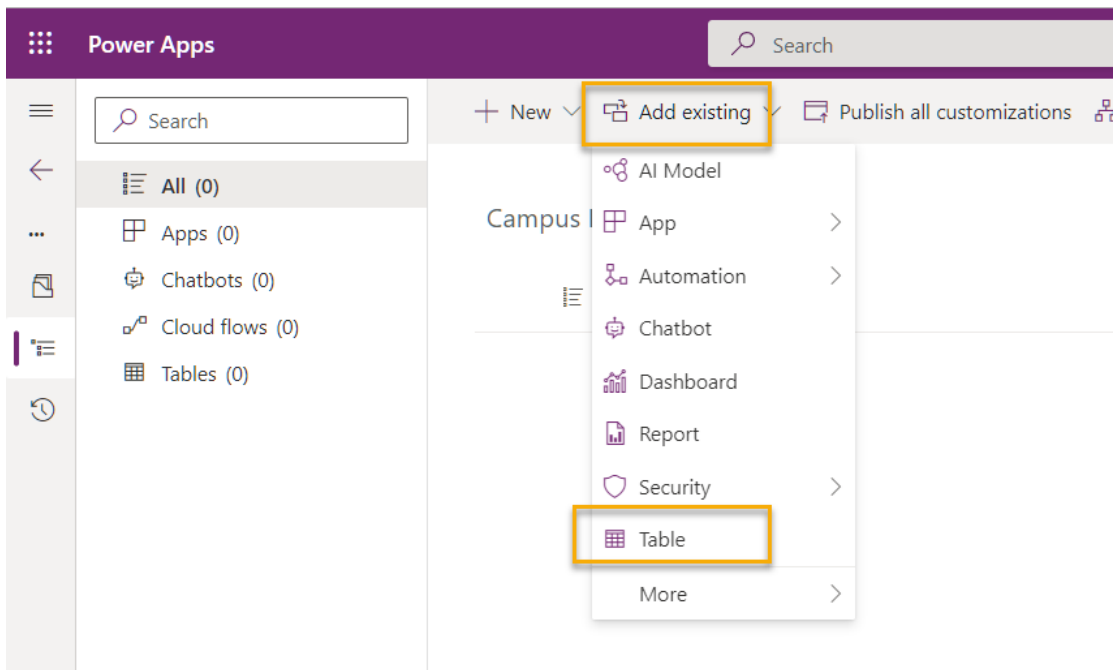 Power Apps
Search
Search
All (0)
Apps (0)
Chatbots (0)
Cloud flows (0)
Tables (0)
New
Add existing
Publish all customizations
Campus
AI Model
App
Automation
Chatbot
Dashboard
Report
Security
Table
More